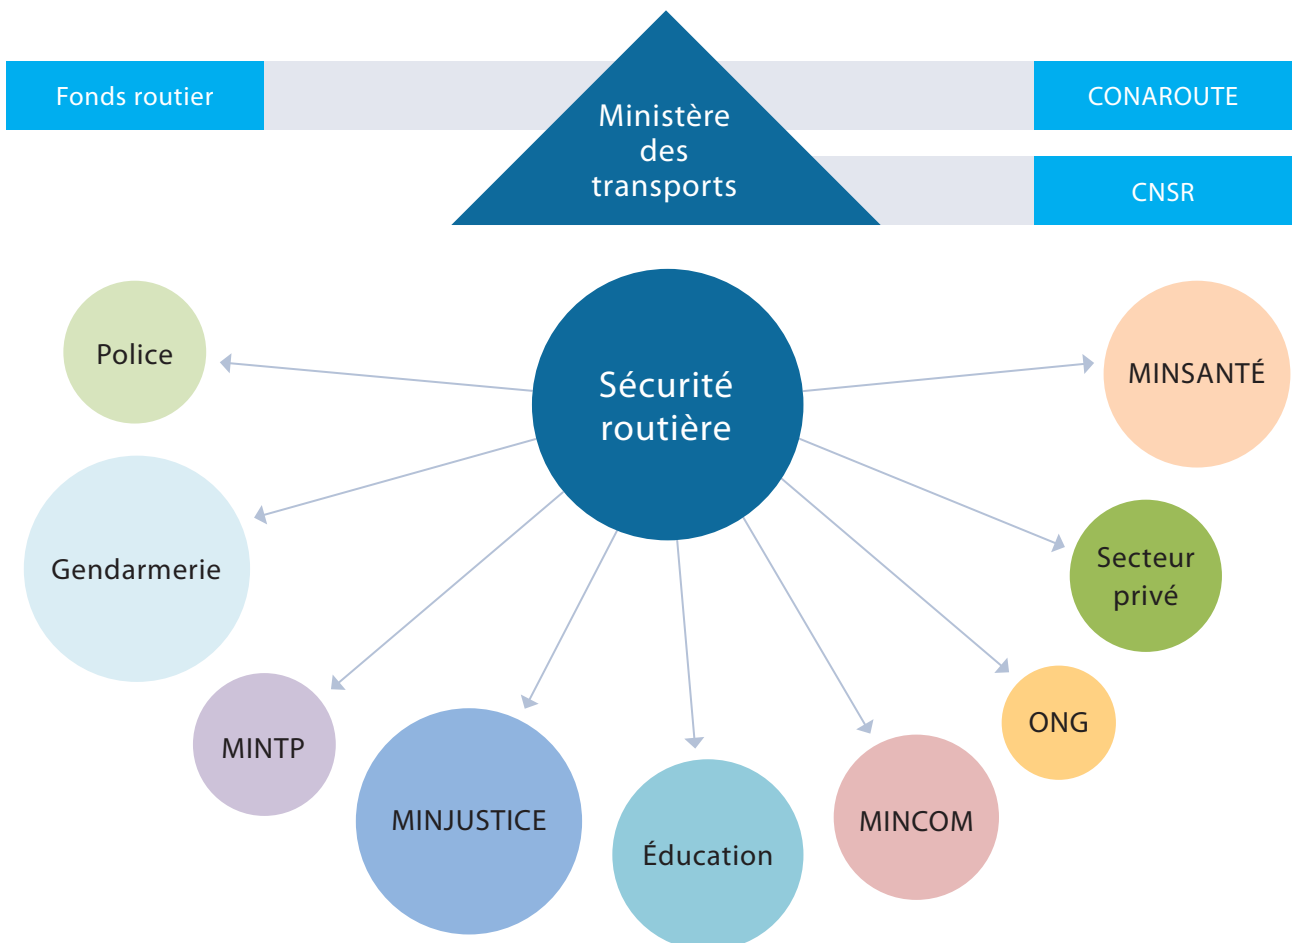 Fonds routier
Ministère
des
transports
CONAROUTE
CNSR
Sécurité
routière
Police
Gendarmerie
MINTP
MINJUSTICE
Éducation
MINCOM
ONG
Secteur
privé
MINSANTÉ